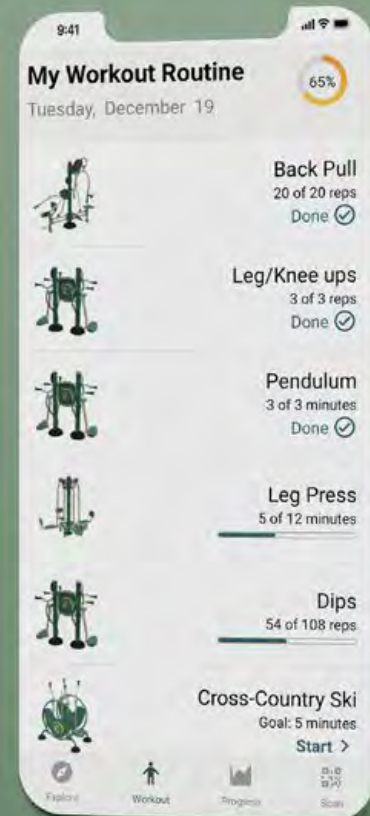 9:41
My Workout Routine
65%
Tuesday, December 19
Back Pull
20 of 20 reps
Done
Leg/Knee ups
3 of 3 reps
Done
Pendulum
3 of 3 minutes
Done
Leg Press
5 of 12 minutes
Dips
54 of 108 reps
Cross-Country Ski
Goal: 5 minutes
Start >
Explore
Workout
Progress
Scan